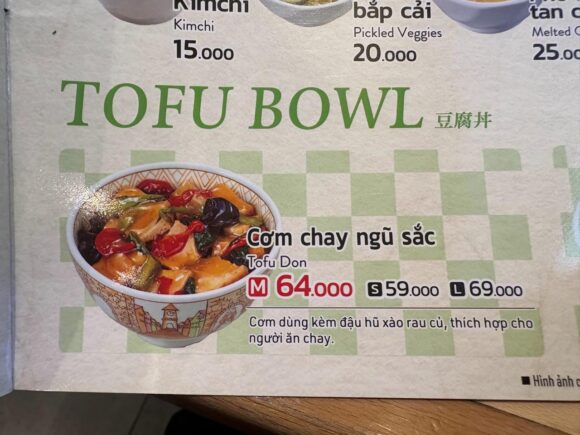 Kimchi
Kimchi
15.000
bắp cải
Pickled Veggies
20.000
tan c
Melted C
25.00
TOFU BOWL 豆腐丼
Cơm chay ngũ sắc
Tofu Don
M 64.000 S 59.000 L 69.000
Cơm dùng kèm đậu hũ xào rau củ, thích hợp cho
người ăn chay.
■ Hình ảnh c